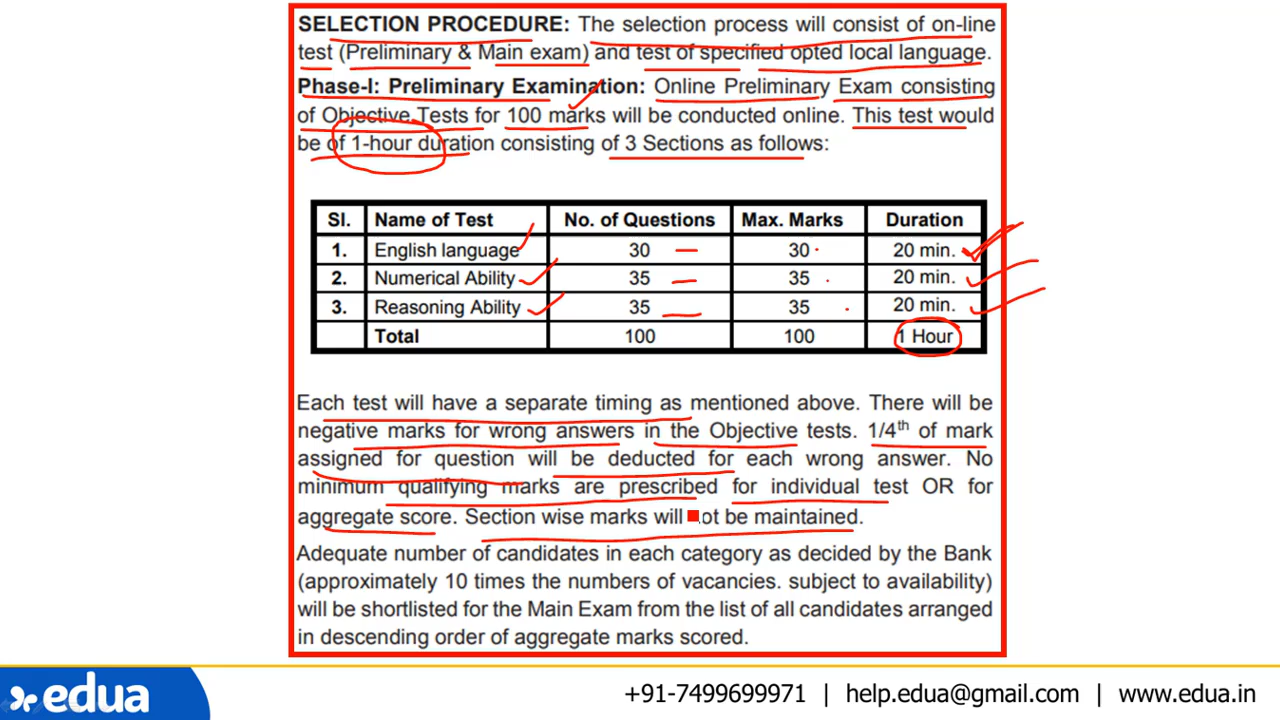 SELECTION PROCEDURE: The selection process will consist of on-line
test (Preliminary & Main exam) and test of specified opted local language.
Phase-I: Preliminary Examination: Online Preliminary Exam consisting
of Objective Tests for 100 marks will be conducted online. This test would
be of 1-hour duration consisting of 3 Sections as follows:
Sl. Name of Test No. of Questions Max. Marks Duration
1. English language 30 30 20 min.
2. Numerical Ability 35 35 20 min.
3. Reasoning Ability 35 35 20 min.
Total 100 100 1 Hour
Each test will have a separate timing as mentioned above. There will be
negative marks for wrong answers in the Objective tests. 1/4th of mark
assigned for question will be deducted for each wrong answer. No
minimum qualifying marks are prescribed for individual test OR for
aggregate score. Section wise marks will not be maintained.
Adequate number of candidates in each category as decided by the Bank
(approximately 10 times the numbers of vacancies. subject to availability)
will be shortlisted for the Main Exam from the list of all candidates arranged
in descending order of aggregate marks scored.
edua +91-7499699971 | help.edua@gmail.com | www.edua.in